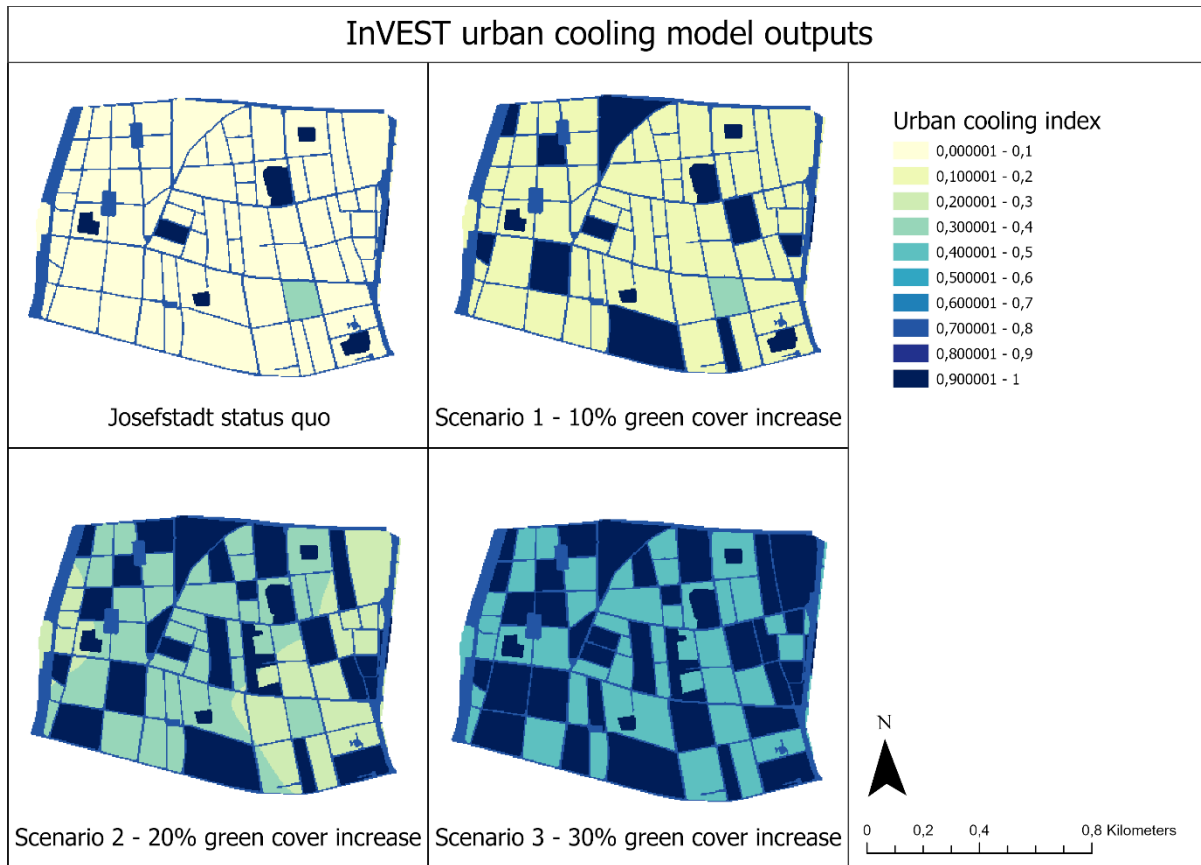 InVEST urban cooling model outputs
Josefstadt status quo
Scenario 1 - 10% green cover increase
Urban cooling index
0,000001 - 0,1
0,100001 - 0,2
0,200001 - 0,3
0,300001 - 0,4
0,400001 - 0,5
0,500001 - 0,6
0,600001 - 0,7
0,700001 - 0,8
0,800001 - 0,9
0,900001 - 1
Scenario 2 - 20% green cover increase
Scenario 3 - 30% green cover increase
N
0 0,2 0,4 0,8 Kilometers